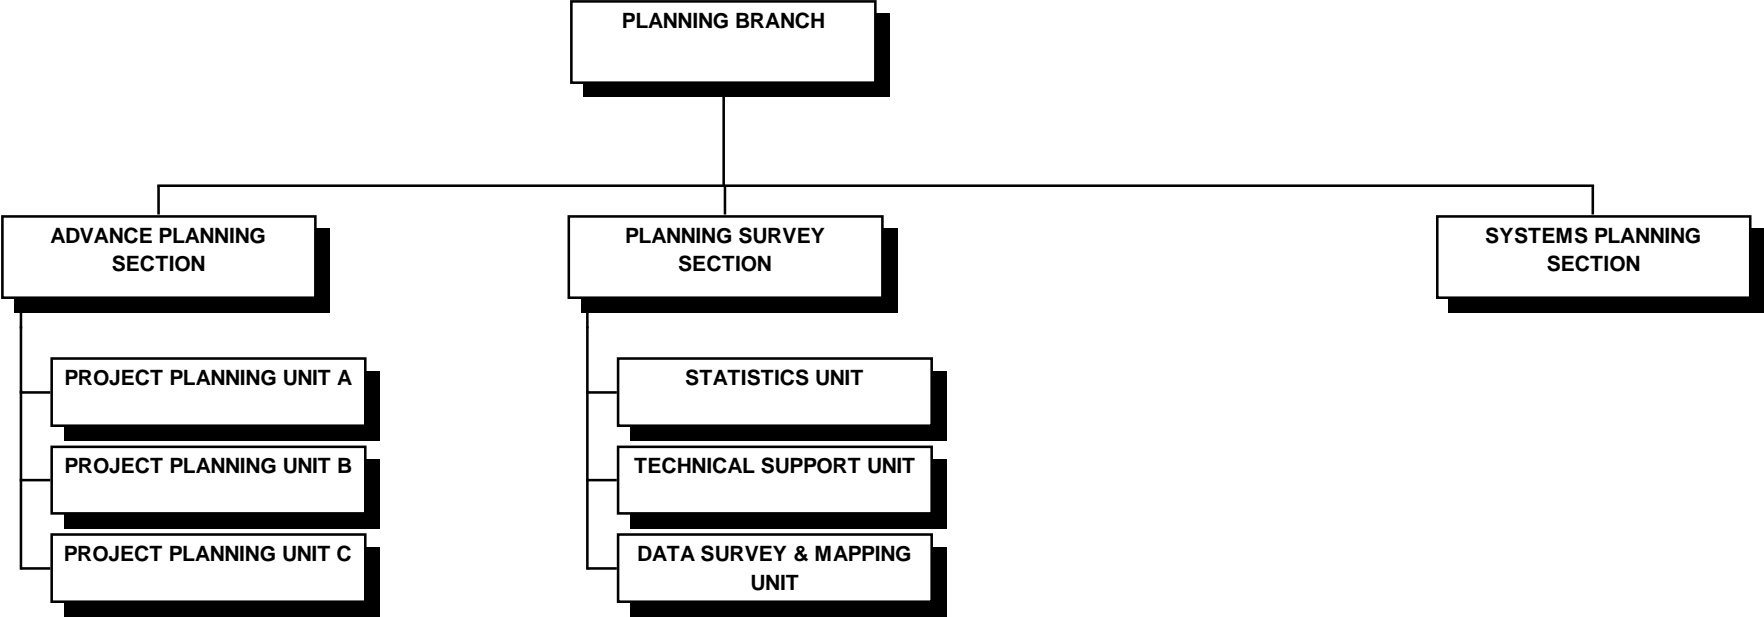 PLANNING BRANCH
ADVANCE PLANNING
SECTION
PLANNING SURVEY
SECTION
SYSTEMS PLANNING
SECTION
PROJECT PLANNING UNIT A
PROJECT PLANNING UNIT B
PROJECT PLANNING UNIT C
STATISTICS UNIT
TECHNICAL SUPPORT UNIT
DATA SURVEY & MAPPING
UNIT